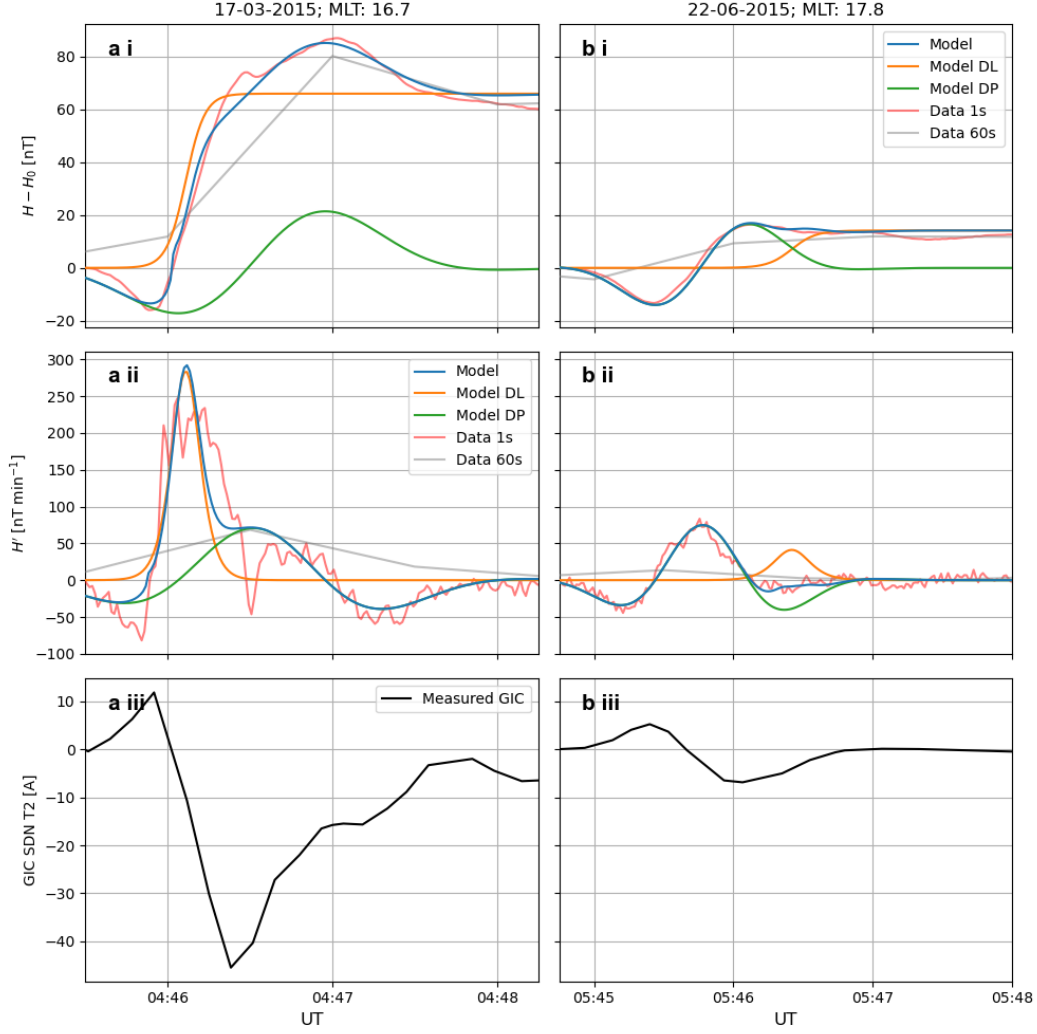 17-03-2015; MLT: 16.7
22-06-2015; MLT: 17.8
a i
80
60
40
20
0
−20
H − H₀ [nT]
b i
Model
Model DL
Model DP
Data 1s
Data 60s
a ii
300
250
200
150
100
50
0
−50
−100
H′ [nT min⁻¹]
Model
Model DL
Model DP
Data 1s
Data 60s
b ii
a iii
10
0
−10
−20
−30
−40
GIC SDN T2 [A]
Measured GIC
b iii
04:46
04:47
04:48
UT
05:45
05:46
05:47
05:48
UT